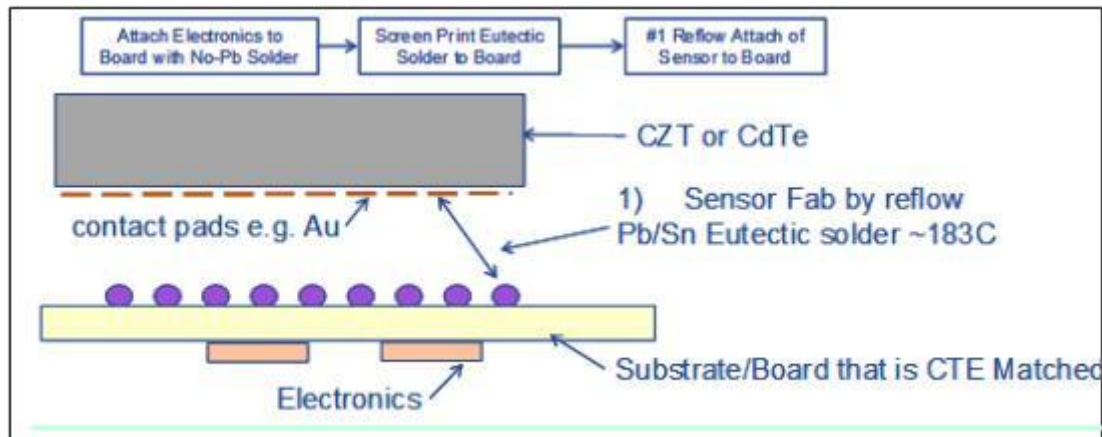 Attach Electronics to
Board with No-Pb Solder
Screen Print Eutectic
Solder to Board
#1 Reflow Attach of
Sensor to Board
CZT or CdTe
contact pads e.g. Au
1) Sensor Fab by reflow
Pb/Sn Eutectic solder ~183C
Substrate/Board that is CTE Matched
Electronics